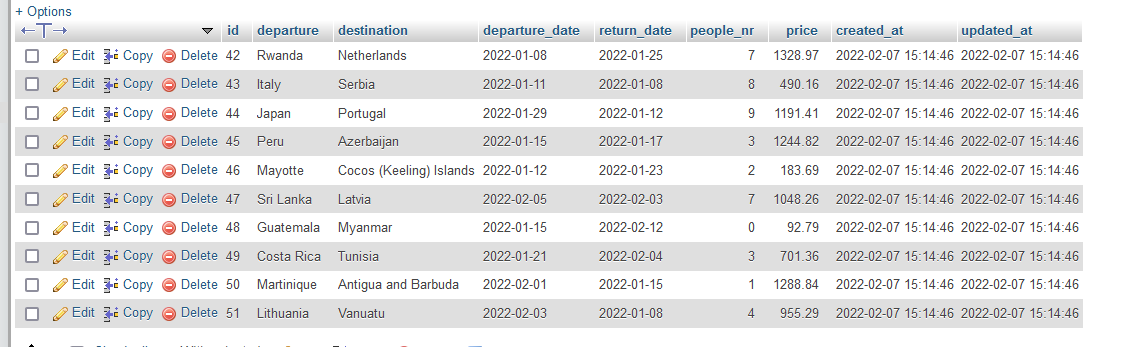 + Options
←T→ id departure destination departure_date return_date people_nr price created_at updated_at
Edit Copy Delete 42 Rwanda Netherlands 2022-01-08 2022-01-25 7 1328.97 2022-02-07 15:14:46 2022-02-07 15:14:46
Edit Copy Delete 43 Italy Serbia 2022-01-11 2022-01-08 8 490.16 2022-02-07 15:14:46 2022-02-07 15:14:46
Edit Copy Delete 44 Japan Portugal 2022-01-29 2022-01-12 9 1191.41 2022-02-07 15:14:46 2022-02-07 15:14:46
Edit Copy Delete 45 Peru Azerbaijan 2022-01-15 2022-01-17 3 1244.82 2022-02-07 15:14:46 2022-02-07 15:14:46
Edit Copy Delete 46 Mayotte Cocos (Keeling) Islands 2022-01-12 2022-01-23 2 183.69 2022-02-07 15:14:46 2022-02-07 15:14:46
Edit Copy Delete 47 Sri Lanka Latvia 2022-02-05 2022-02-03 7 1048.26 2022-02-07 15:14:46 2022-02-07 15:14:46
Edit Copy Delete 48 Guatemala Myanmar 2022-01-15 2022-02-12 0 92.79 2022-02-07 15:14:46 2022-02-07 15:14:46
Edit Copy Delete 49 Costa Rica Tunisia 2022-01-21 2022-02-04 3 701.36 2022-02-07 15:14:46 2022-02-07 15:14:46
Edit Copy Delete 50 Martinique Antigua and Barbuda 2022-02-01 2022-01-15 1 1288.84 2022-02-07 15:14:46 2022-02-07 15:14:46
Edit Copy Delete 51 Lithuania Vanuatu 2022-02-03 2022-01-08 4 955.29 2022-02-07 15:14:46 2022-02-07 15:14:46